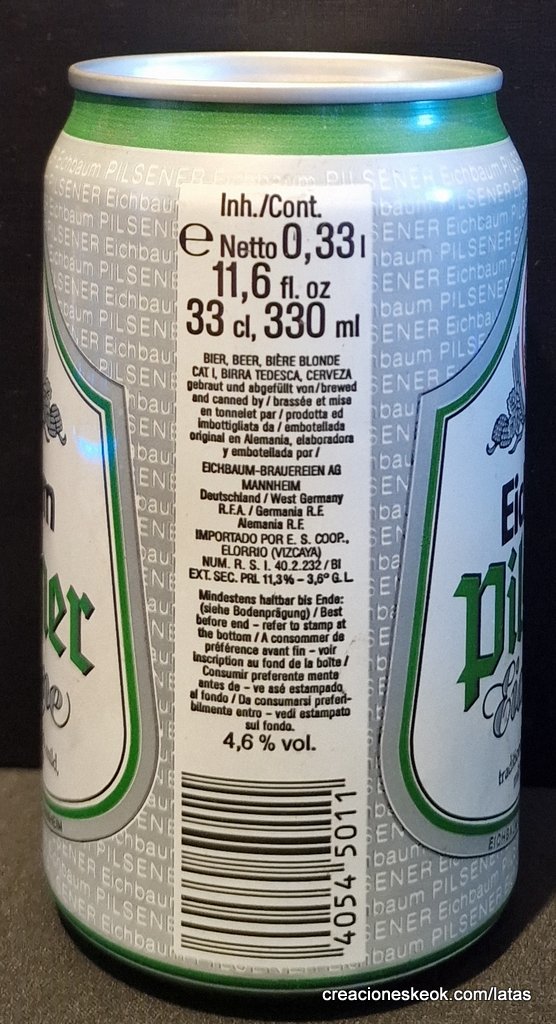 Inh./Cont.
e Netto 0,33 l
11,6 fl. oz
33 cl, 330 ml
BIER, BEER, BIÈRE BLONDE
CAT I, BIRRA TEDESCA, CERVEZA
gebraut und abgefüllt von/brewed
and canned by / brassée et mise
en tonnelet par / prodotta ed
imbottigliata da / embotellada
original en Alemania, elaboradora
y embotellada por /
EICHBAUM-BRAUEREIEN AG
MANNHEIM
Deutschland / West Germany
R.F.A. / Germania R.F.
Alemania R.F.
IMPORTADO POR E. S. COOP.,
ELORRIO (VIZCAYA)
NUM. R. S. I. 40.2.232 / BI
EXT. SEC. PRI. 11,3% – 3,6° G. L.
Mindestens haltbar bis Ende:
(siehe Bodenprägung) / Best
before end – refer to stamp at
the bottom / A consommer de
préférence avant fin – voir
inscription au fond de la boîte /
Consumir preferente mente
antes de – ve asé estampado
al fondo / Da consumarsi preferi-
bilmente entro – vedi estampato
sul fondo.
4,6 % vol.
4054 5011
Eichbaum PILSENER
er
Ei
Pil
creacioneskeok.com/latas